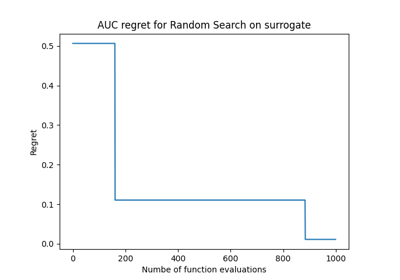 AUC regret for Random Search on surrogate
0.5
0.4
0.3
0.2
0.1
0.0
Regret
0 200 400 600 800 1000
Numbe of function evaluations